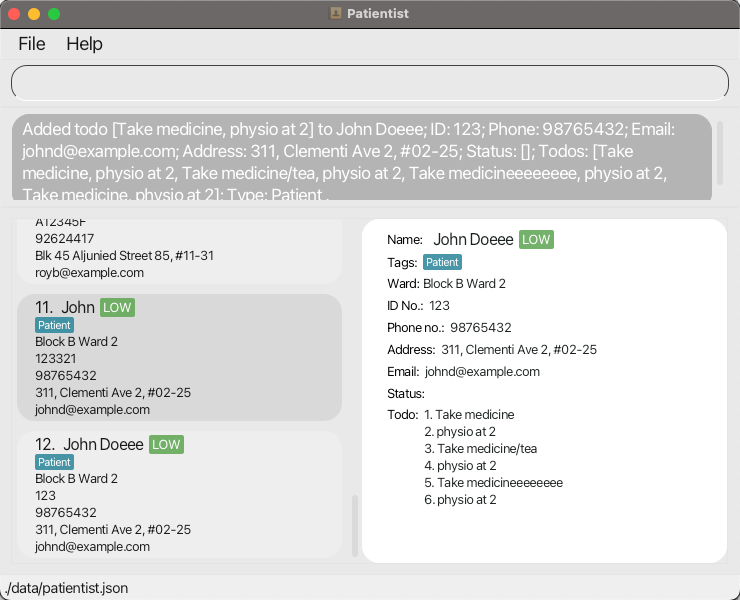 Patientist
File Help
Added todo [Take medicine, physio at 2] to John Doeee; ID: 123; Phone: 98765432; Email:
johnd@example.com; Address: 311, Clementi Ave 2, #02-25; Status: []; Todos: [Take
medicine, physio at 2, Take medicine/tea, physio at 2, Take medicineeeeeeee, physio at 2,
Take medicine, physio at 2]; Type: Patient .
A12345F
92624417
Blk 45 Aljunied Street 85, #11-31
royb@example.com
11. John LOW
Patient
Block B Ward 2
123321
98765432
311, Clementi Ave 2, #02-25
johnd@example.com
12. John Doeee LOW
Patient
Block B Ward 2
123
98765432
311, Clementi Ave 2, #02-25
johnd@example.com
Name: John Doeee LOW
Tags: Patient
Ward: Block B Ward 2
ID No.: 123
Phone no.: 98765432
Address: 311, Clementi Ave 2, #02-25
Email: johnd@example.com
Status:
Todo: 1. Take medicine
2. physio at 2
3. Take medicine/tea
4. physio at 2
5. Take medicineeeeeeee
6. physio at 2
./data/patientist.json